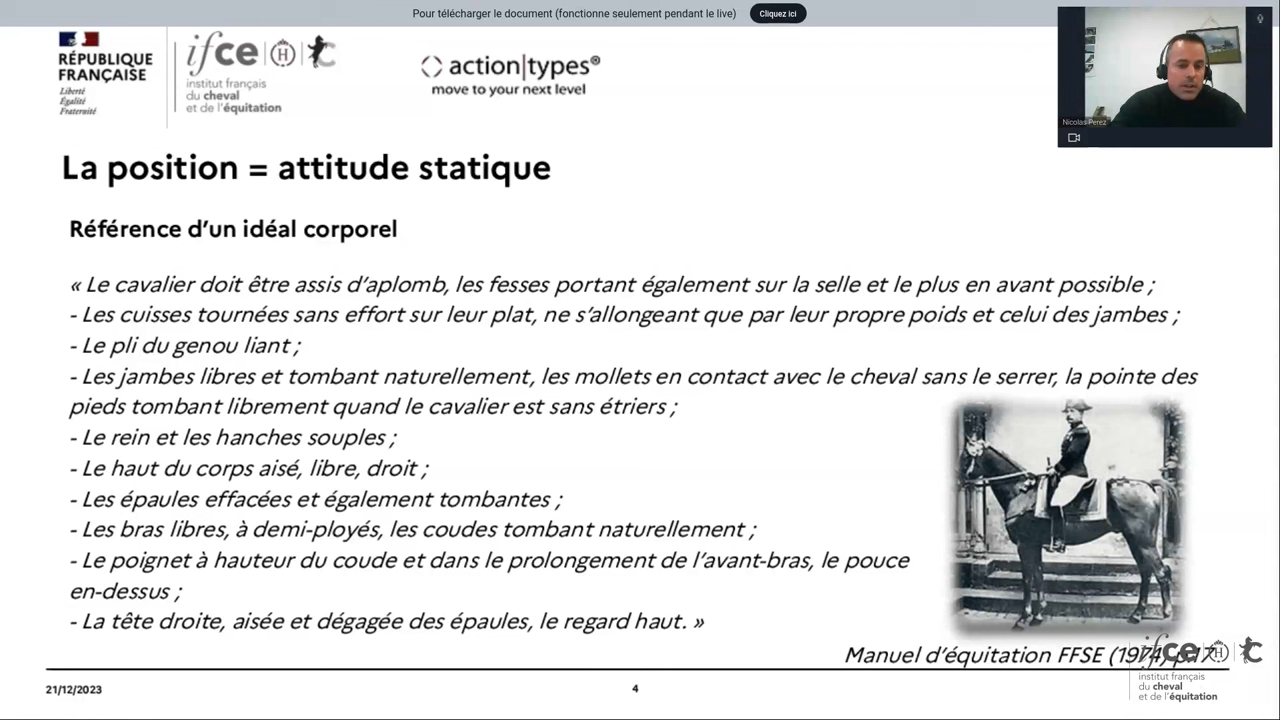 Pour télécharger le document (fonctionne seulement pendant le live)
Cliquez ici
RÉPUBLIQUE
FRANÇAISE
Liberté
Égalité
Fraternité
ifce
institut français
du cheval
et de l'équitation
action|types®
move to your next level
Nicolas Perez
La position = attitude statique
Référence d'un idéal corporel
« Le cavalier doit être assis d'aplomb, les fesses portant également sur la selle et le plus en avant possible ;
- Les cuisses tournées sans effort sur leur plat, ne s'allongeant que par leur propre poids et celui des jambes ;
- Le pli du genou liant ;
- Les jambes libres et tombant naturellement, les mollets en contact avec le cheval sans le serrer, la pointe des
pieds tombant librement quand le cavalier est sans étriers ;
- Le rein et les hanches souples ;
- Le haut du corps aisé, libre, droit ;
- Les épaules effacées et également tombantes ;
- Les bras libres, à demi-ployés, les coudes tombant naturellement ;
- Le poignet à hauteur du coude et dans le prolongement de l'avant-bras, le pouce
en-dessus ;
- La tête droite, aisée et dégagée des épaules, le regard haut. »
Manuel d'équitation FFSE (1974)
21/12/2023
4
ifce
institut français
du cheval
et de l'équitation